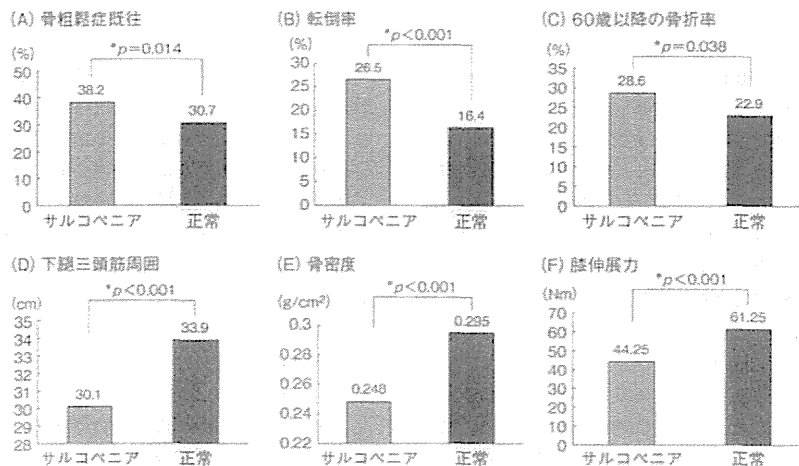 (A) 骨粗鬆症既往
(%)
*p=0.014
50
40
30
20
10
0
38.2
30.7
サルコペニア 正常
(B) 転倒率
(%)
*p<0.001
30
25
20
15
10
5
0
26.5
16.4
サルコペニア 正常
(C) 60歳以降の骨折率
(%)
*p=0.038
35
30
25
20
15
10
5
0
28.6
22.9
サルコペニア 正常
(D) 下腿三頭筋周囲
(cm)
*p<0.001
35
34
33
32
31
30
29
28
30.1
33.9
サルコペニア 正常
(E) 骨密度
(g/cm²)
*p<0.001
0.3
0.28
0.26
0.24
0.22
0.248
0.295
サルコペニア 正常
(F) 膝伸展力
(Nm)
*p<0.001
70
60
50
40
30
20
10
0
44.25
61.25
サルコペニア 正常